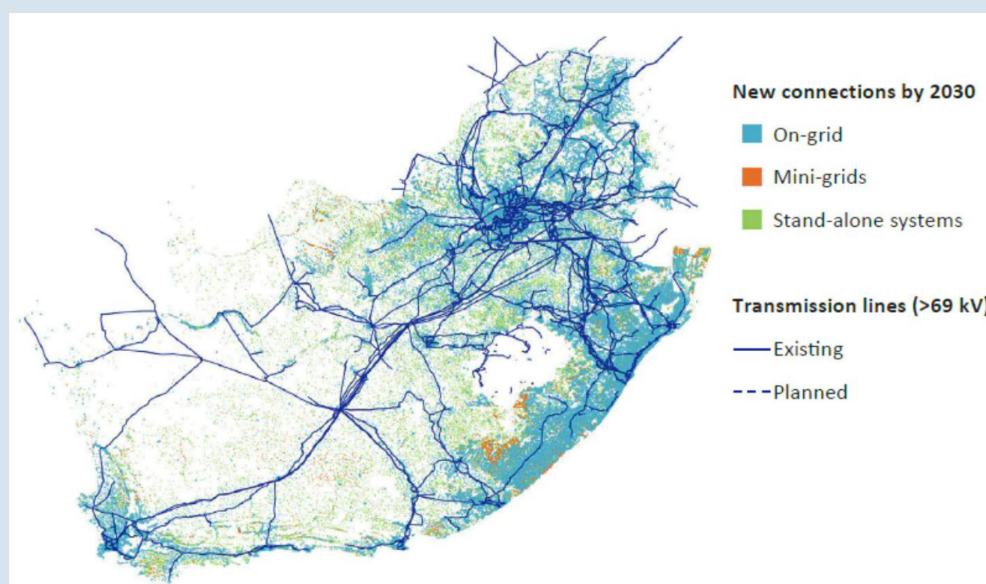 New connections by 2030
On-grid
Mini-grids
Stand-alone systems
Transmission lines (>69 kV)
Existing
Planned